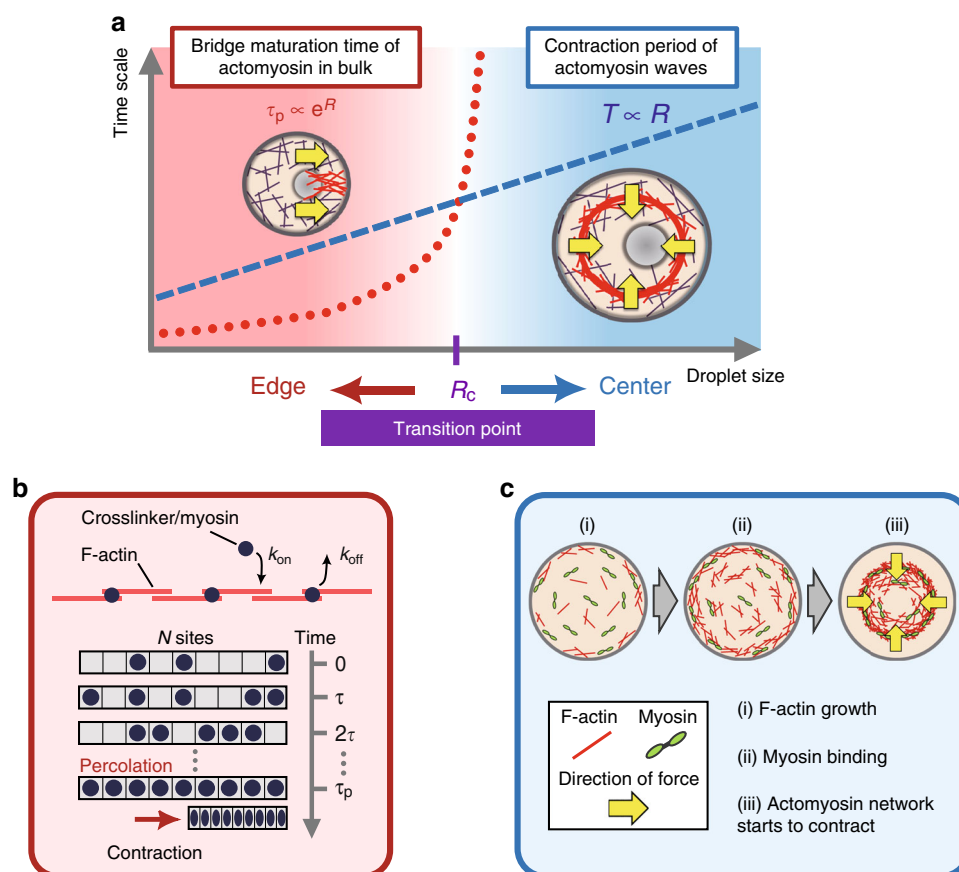 a
Bridge maturation time of
actomyosin in bulk
Contraction period of
actomyosin waves
Time scale
τp ∝ e^R
T ∝ R
Droplet size
Edge
Rc
Center
Transition point
b
Crosslinker/myosin
F-actin
kon
koff
N sites
Time
0
τ
2τ
Percolation
τp
Contraction
c
(i)
(ii)
(iii)
F-actin
Myosin
Direction of force
(i) F-actin growth
(ii) Myosin binding
(iii) Actomyosin network
starts to contract